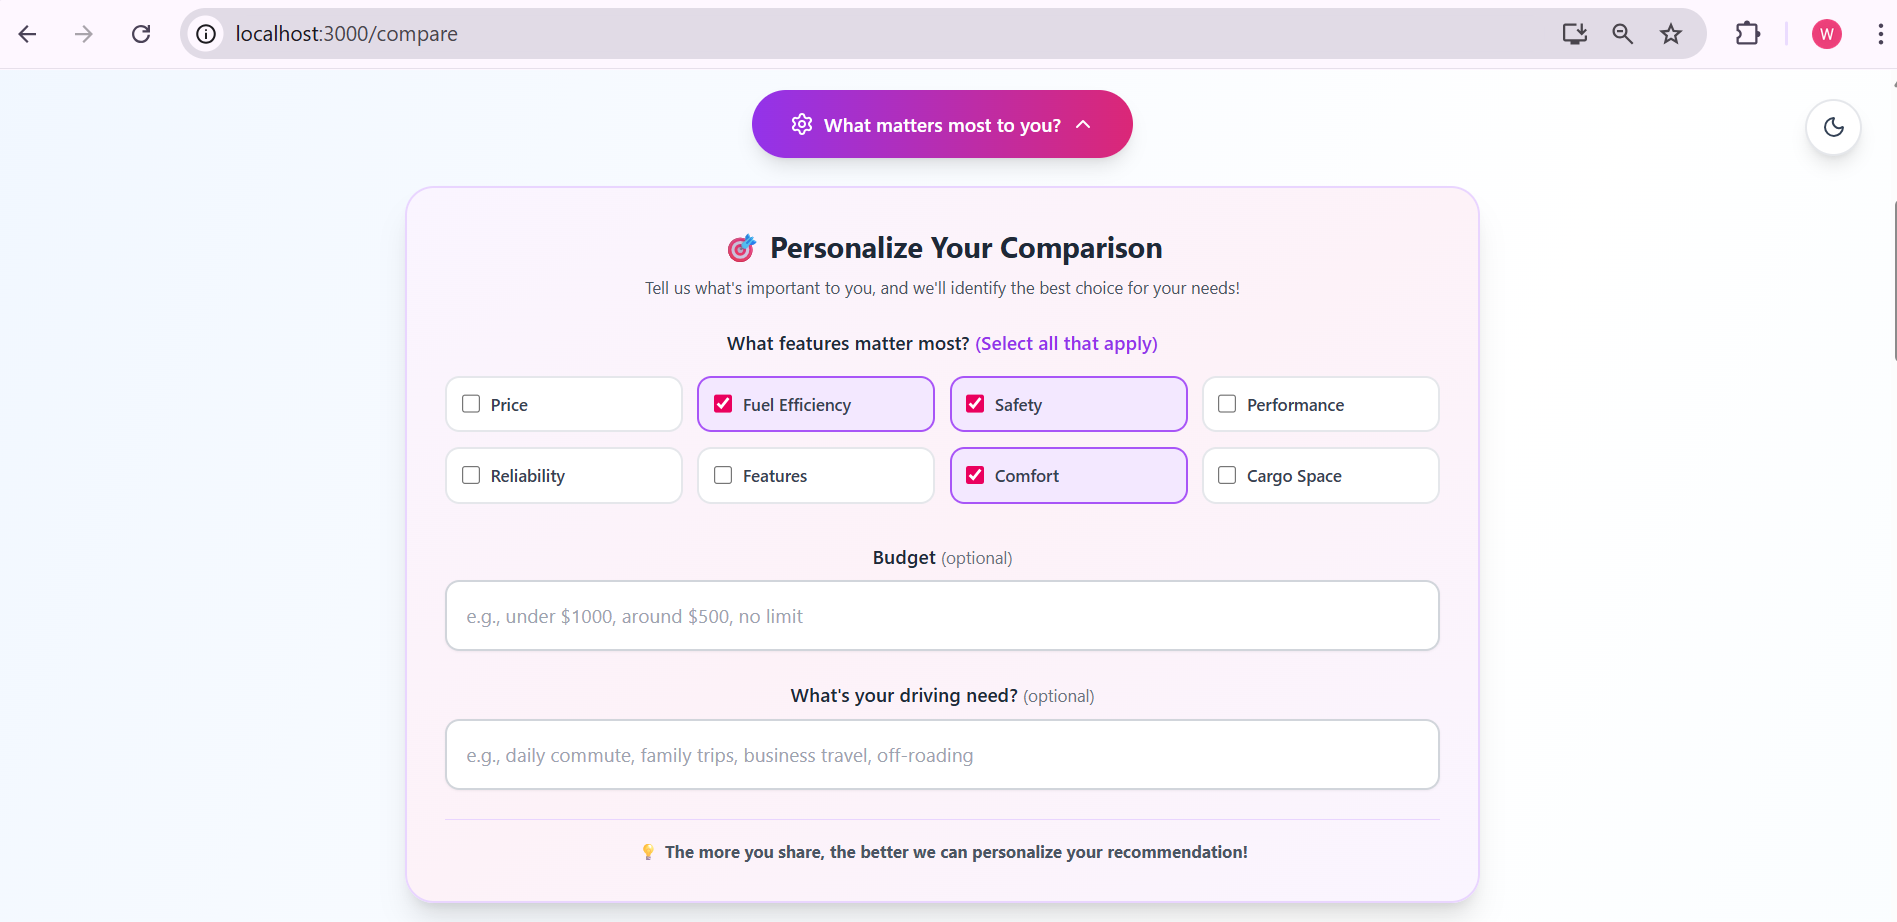 localhost:3000/compare
W
What matters most to you?
Personalize Your Comparison
Tell us what's important to you, and we'll identify the best choice for your needs!
What features matter most? (Select all that apply)
Price
Fuel Efficiency
Safety
Performance
Reliability
Features
Comfort
Cargo Space
Budget (optional)
e.g., under $1000, around $500, no limit
What's your driving need? (optional)
e.g., daily commute, family trips, business travel, off-roading
The more you share, the better we can personalize your recommendation!